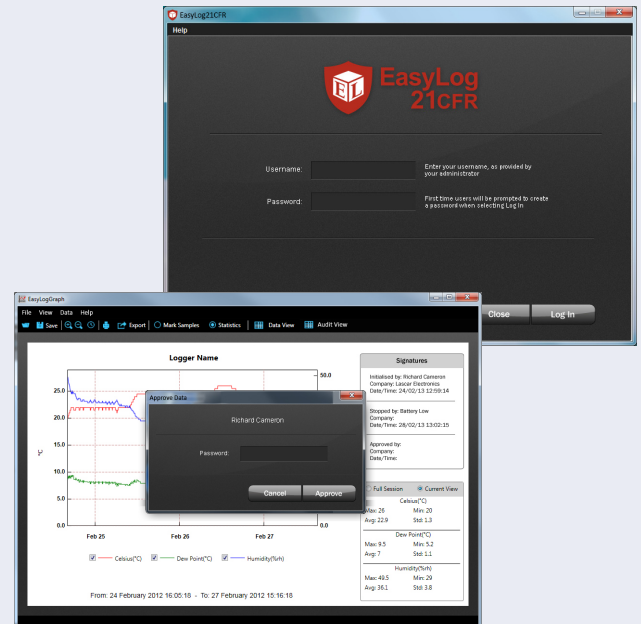 EasyLog21CFR
Help
EL
EasyLog
21CFR
Username:
Enter your username, as provided by
your administrator
Password:
First time users will be prompted to create
a password when selecting Log In
Close
Log In
EasyLogGraph
File View Data Help
Save Export Mark Samples Statistics Data View Audit View
Logger Name
°C
25.0
20.0
15.0
10.0
5.0
0.0
50.0
0.0
Feb 25 Feb 26 Feb 27
Celsius(°C) Dew Point(°C) Humidity(%rh)
From: 24 February 2012 16:05:18 - To: 27 February 2012 15:16:18
Approve Data
Richard Cameron
Password:
Cancel
Approve
Signatures
Initialised by: Richard Cameron
Company: Lascar Electronics
Date/Time: 24/02/13 12:59:14
Stopped by: Battery Low
Company:
Date/Time: 28/02/13 13:02:15
Approved by:
Company:
Date/Time:
Full Session Current View
Celsius(°C)
Max: 26 Min: 20
Avg: 22.9 Std: 1.3
Dew Point(°C)
Max: 9.5 Min: 5.2
Avg: 7 Std: 1.1
Humidity(%rh)
Max: 49.5 Min: 29
Avg: 36.1 Std: 3.8